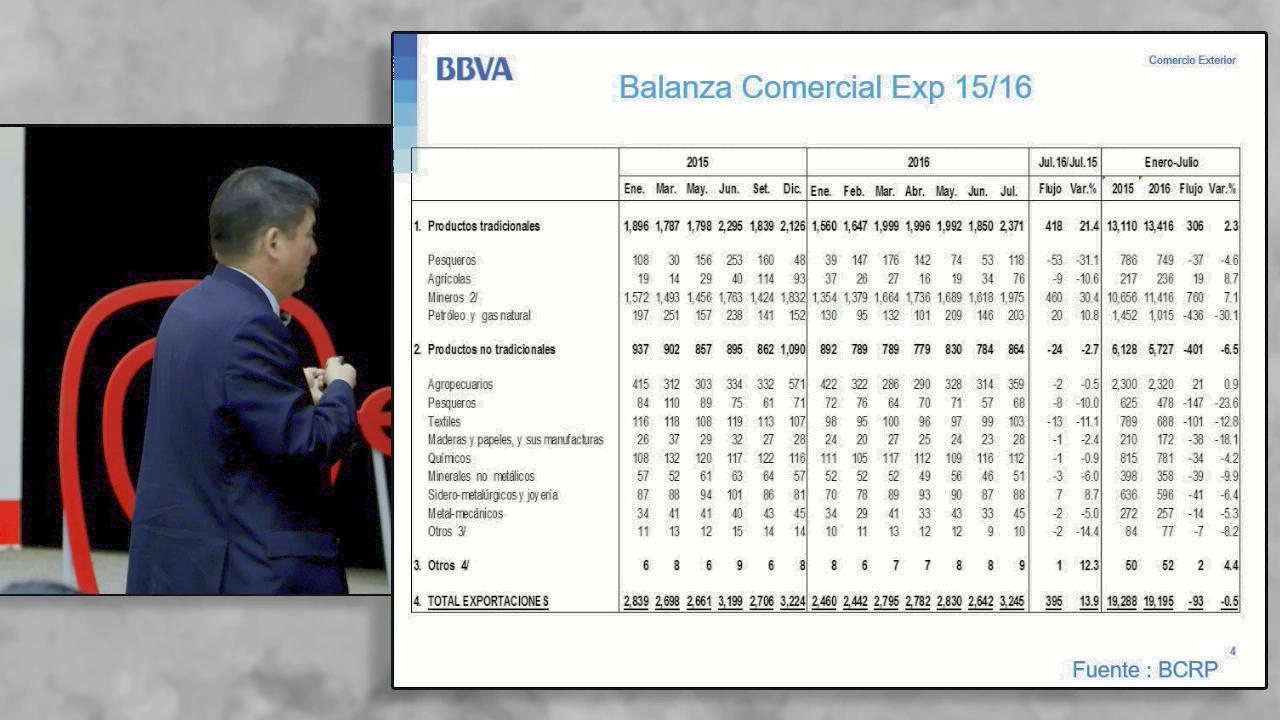 BBVA
Comercio Exterior
Balanza Comercial Exp 15/16
2015 2016 Jul.16/Jul.15 Enero-Julio
Ene. Mar. May. Jun. Set. Dic. Ene. Feb. Mar. Abr. May. Jun. Jul. Flujo Var.% 2015 2016 Flujo Var.%
1. Productos tradicionales 1,896 1,787 1,798 2,295 1,839 2,126 1,560 1,647 1,999 1,996 1,992 1,850 2,371 418 21.4 13,110 13,416 306 2.3
Pesqueros 108 30 156 253 160 48 39 147 176 142 74 53 118 -53 -31.1 786 749 -37 -4.6
Agrícolas 19 14 29 40 114 93 37 26 27 16 19 34 76 -9 -10.6 217 236 19 8.7
Mineros 2/ 1,572 1,493 1,456 1,763 1,424 1,832 1,354 1,379 1,664 1,736 1,689 1,618 1,975 460 30.4 10,656 11,416 760 7.1
Petróleo y gas natural 197 251 157 238 141 152 130 95 132 101 209 146 203 20 10.8 1,452 1,015 -436 -30.1
2. Productos no tradicionales 937 902 857 895 862 1,090 892 789 789 779 830 784 864 -24 -2.7 6,128 5,727 -401 -6.5
Agropecuarios 415 312 303 334 332 571 422 322 286 290 328 314 359 -2 -0.5 2,300 2,320 21 0.9
Pesqueros 84 110 89 75 61 71 72 76 64 70 71 57 68 -8 -10.0 625 478 -147 -23.6
Textiles 116 118 108 119 113 107 98 95 100 96 97 99 103 -13 -11.1 789 688 -101 -12.8
Maderas y papeles, y sus manufacturas 26 37 29 32 27 28 24 20 27 25 24 23 28 -1 -2.4 210 172 -38 -18.1
Químicos 108 132 120 117 122 116 111 105 117 112 109 116 112 -1 -0.9 815 781 -34 -4.2
Minerales no metálicos 57 52 61 63 64 57 52 52 52 49 56 46 51 -3 -6.0 398 358 -39 -9.9
Sidero-metalúrgicos y joyería 87 88 94 101 86 81 70 78 89 93 90 87 88 7 8.7 636 596 -41 -6.4
Metal-mecánicos 34 41 41 40 43 45 34 29 41 33 43 33 45 -2 -5.0 272 257 -14 -5.3
Otros 3/ 11 13 12 15 14 14 10 11 13 12 12 9 10 -2 -14.4 84 77 -7 -8.2
3. Otros 4/ 6 8 6 9 6 8 8 6 7 7 8 8 9 1 12.3 50 52 2 4.4
4. TOTAL EXPORTACIONES 2,839 2,698 2,661 3,199 2,706 3,224 2,460 2,442 2,795 2,782 2,830 2,642 3,245 395 13.9 19,288 19,195 -93 -0.5
4
Fuente : BCRP